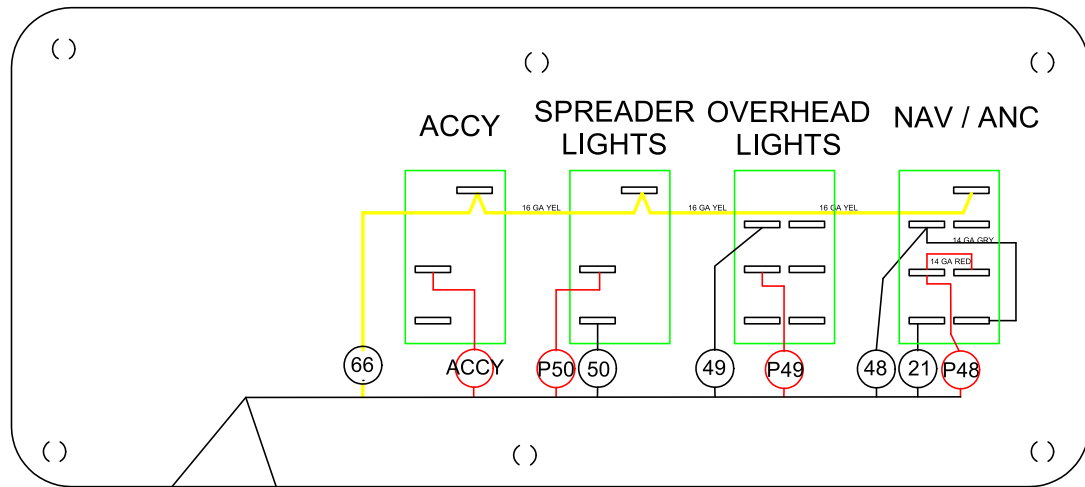 ACCY
SPREADER
LIGHTS
OVERHEAD
LIGHTS
NAV / ANC
16 GA YEL
16 GA YEL
16 GA YEL
14 GA GRY
14 GA RED
66
ACCY
P50
50
49
P49
48
21
P48